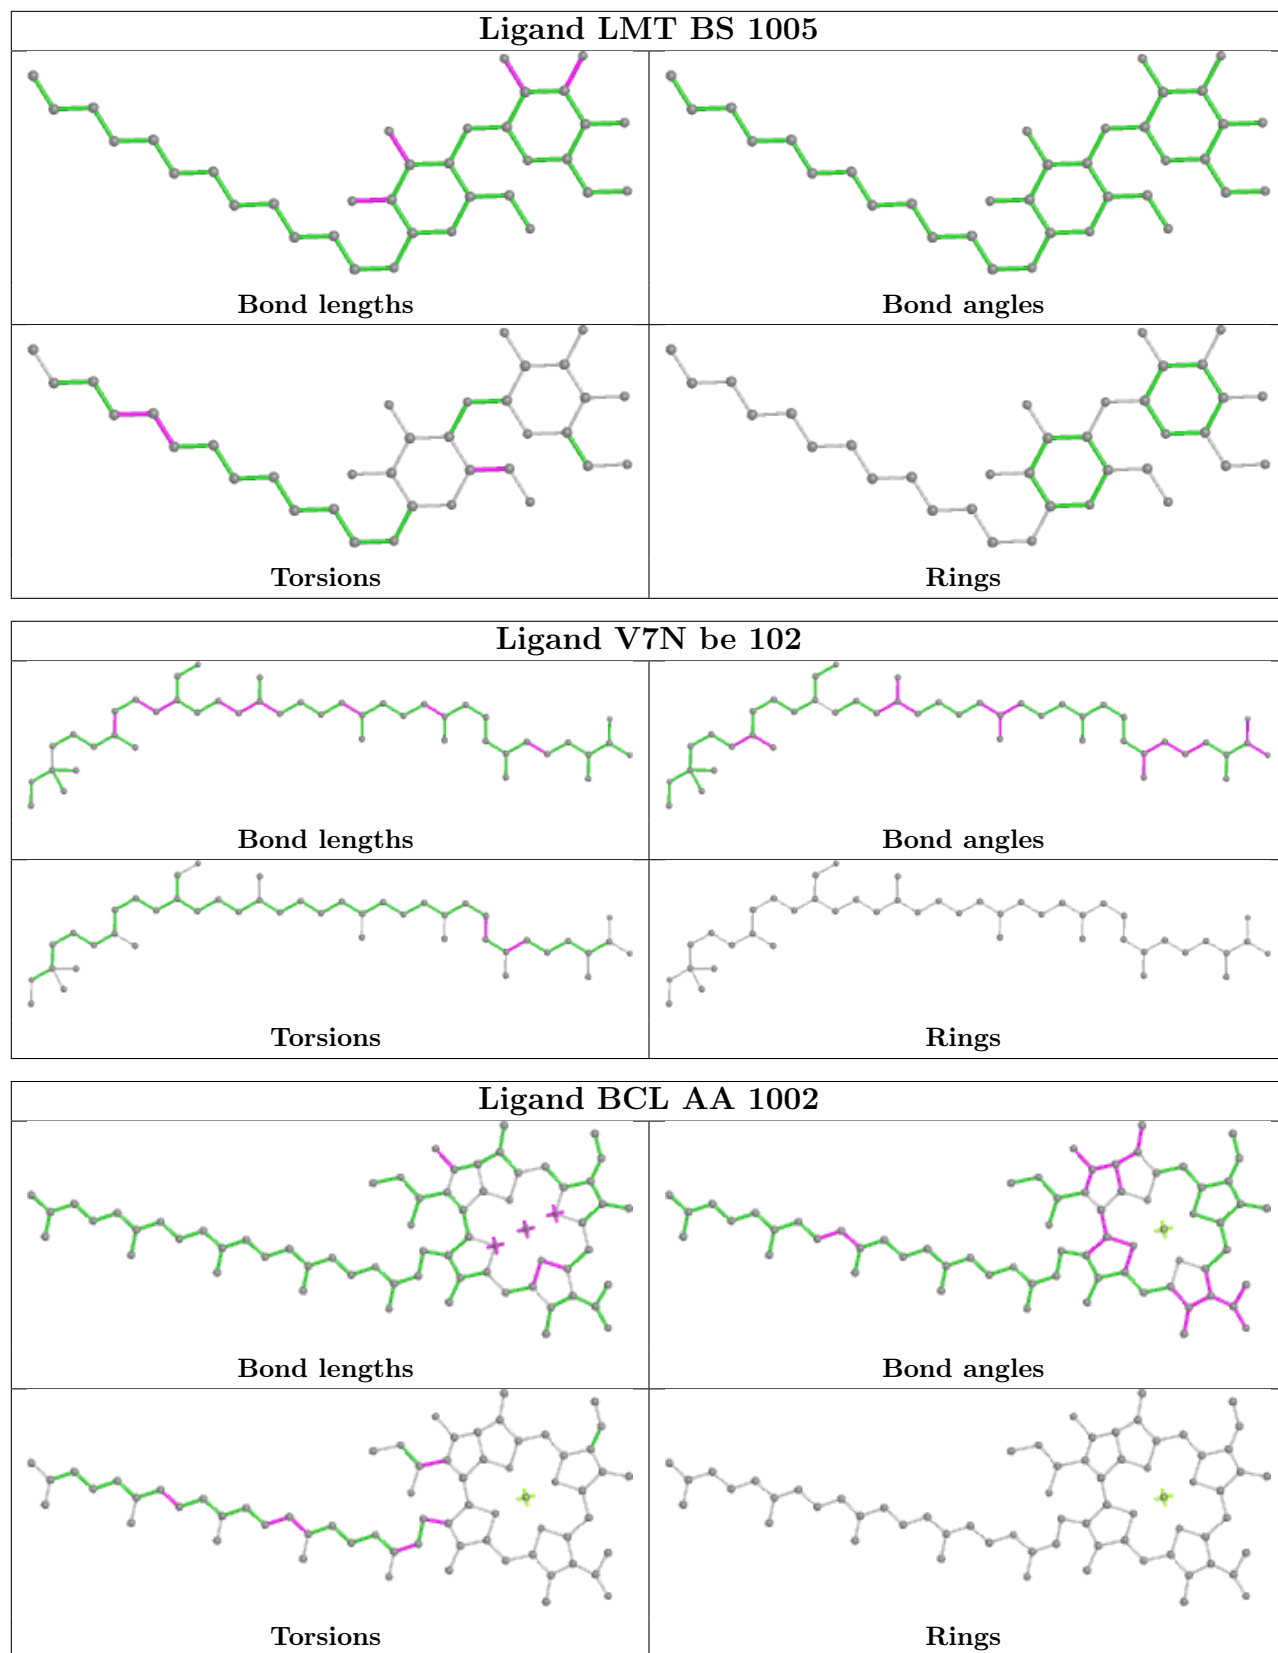 Ligand LMT BS 1005
Bond lengths
Bond angles
Torsions
Rings
Ligand V7N be 102
Bond lengths
Bond angles
Torsions
Rings
Ligand BCL AA 1002
Bond lengths
Bond angles
Torsions
Rings